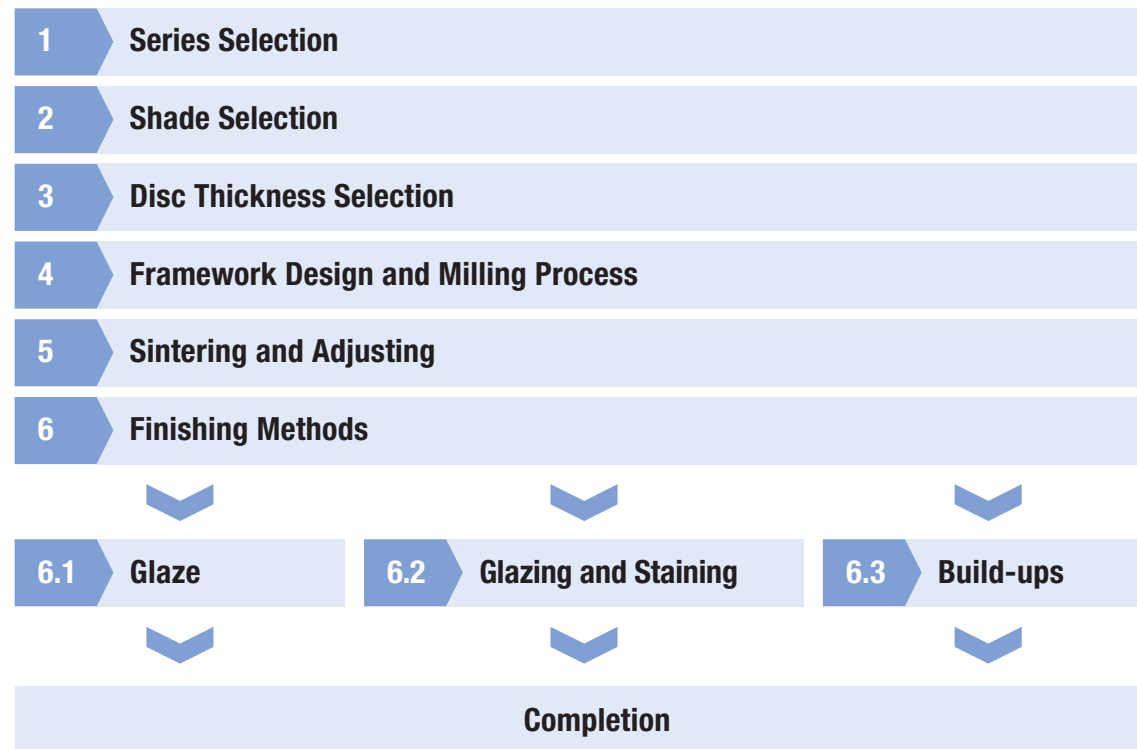 1 Series Selection
2 Shade Selection
3 Disc Thickness Selection
4 Framework Design and Milling Process
5 Sintering and Adjusting
6 Finishing Methods
6.1 Glaze
6.2 Glazing and Staining
6.3 Build-ups
Completion